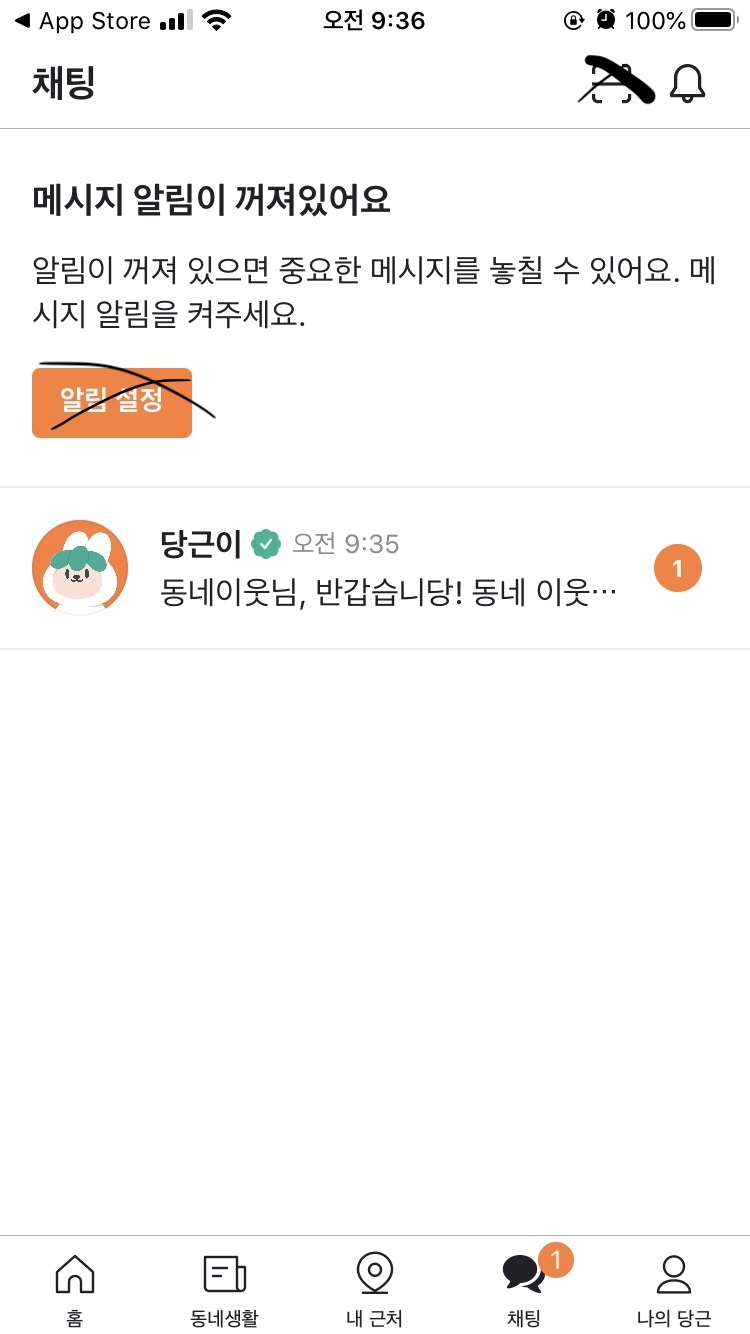 ◀ App Store 오전 9:36 100%
채팅
메시지 알림이 꺼져있어요
알림이 꺼져 있으면 중요한 메시지를 놓칠 수 있어요. 메
시지 알림을 켜주세요.
알림 설정
당근이 오전 9:35
동네이웃님, 반갑습니당! 동네 이웃…
1
1
홈 동네생활 내 근처 채팅 나의 당근